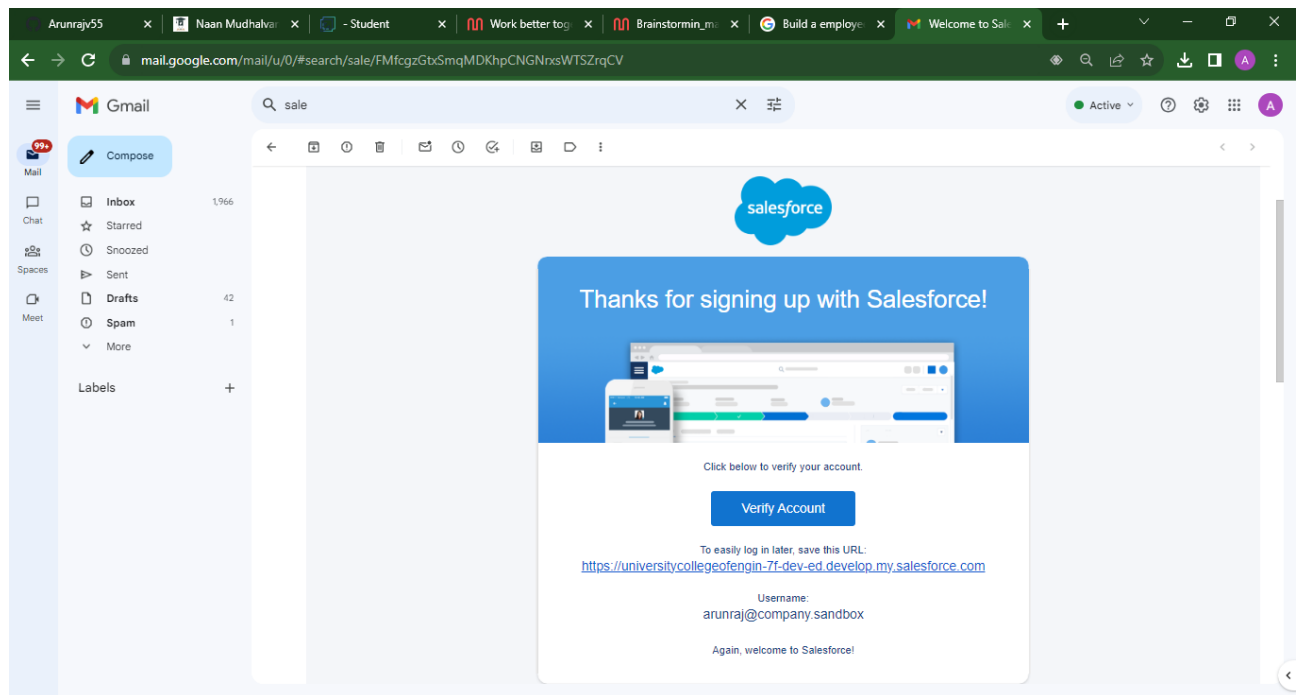 Arunrajv55
Naan Mudhalvar
- Student
Work better tog
Brainstormin_ma
Build a employe
Welcome to Sale
mail.google.com/mail/u/0/#search/sale/FMfcgzGtxSmqMDKhpCNGNrxsWTSZrqCV
A
Gmail
sale
Active
A
99+
Mail
Compose
Chat
Inbox 1,966
Starred
Spaces
Snoozed
Sent
Meet
Drafts 42
Spam 1
More
Labels
salesforce
Thanks for signing up with Salesforce!
Click below to verify your account.
Verify Account
To easily log in later, save this URL:
https://universitycollegeofengin-7f-dev-ed.develop.my.salesforce.com
Username:
arunraj@company.sandbox
Again, welcome to Salesforce!